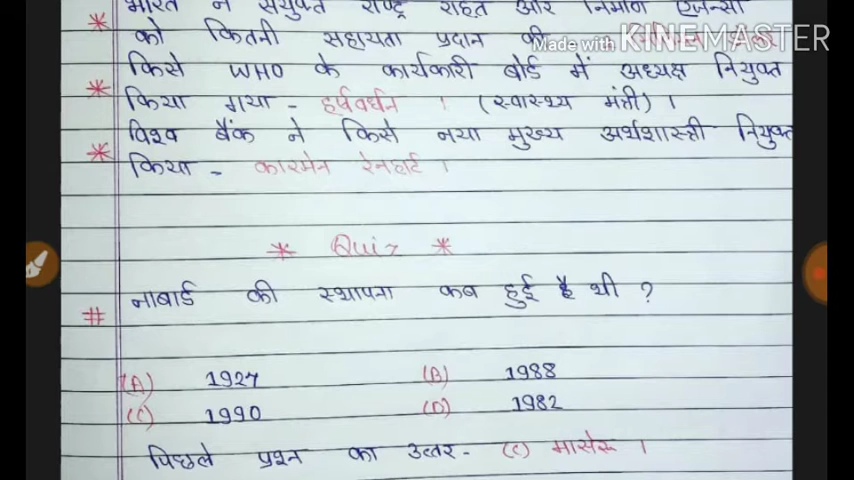 भारत ने संयुक्त राष्ट्र राहत और निर्माण एजेन्सी
* को कितनी सहायता प्रदान की
Made with KINEMASTER
किसे WHO के कार्यकारी बोर्ड में अध्यक्ष नियुक्त
* किया गया - हर्षवर्धन । (स्वास्थ्य मंत्री) ।
विश्व बैंक ने किसे नया मुख्य अर्थशास्त्री नियुक्त
* किया - कारमेन रेनहार्ट ।
* Quiz *
# नाबार्ड की स्थापना कब हुई थी ?
(A) 1927 (B) 1988
(C) 1990 (D) 1982
पिछले प्रश्न का उत्तर - (C) मासेरू ।